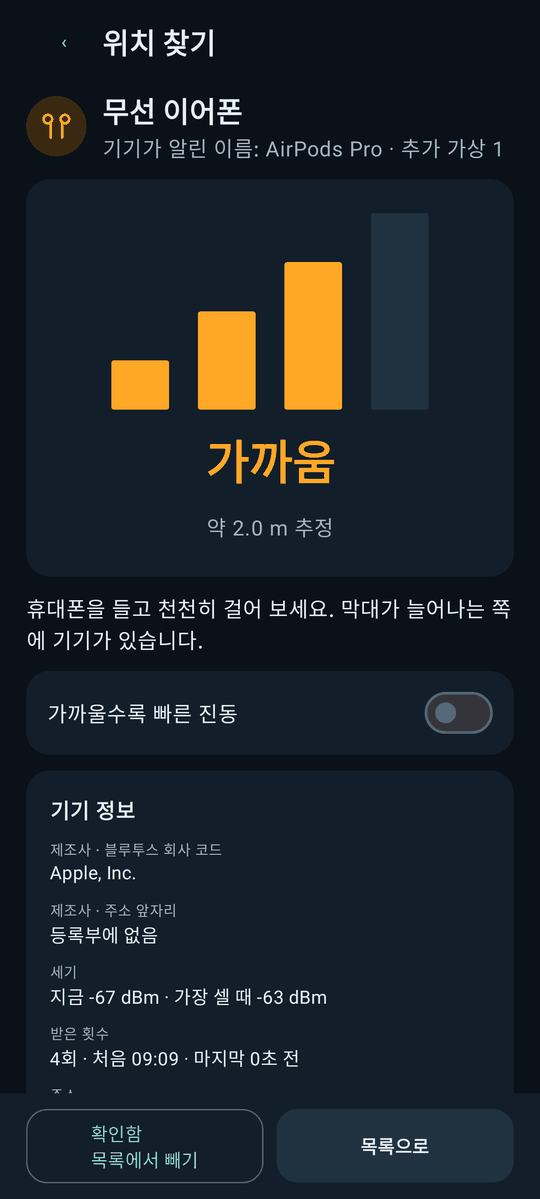 위치 찾기
무선 이어폰
기기가 알린 이름: AirPods Pro · 추가 가상 1
가까움
약 2.0 m 추정
휴대폰을 들고 천천히 걸어 보세요. 막대가 늘어나는 쪽
에 기기가 있습니다.
가까울수록 빠른 진동
기기 정보
제조사 · 블루투스 회사 코드
Apple, Inc.
제조사 · 주소 앞자리
등록부에 없음
세기
지금 -67 dBm · 가장 셀 때 -63 dBm
받은 횟수
4회 · 처음 09:09 · 마지막 0초 전
확인함
목록에서 빼기
목록으로